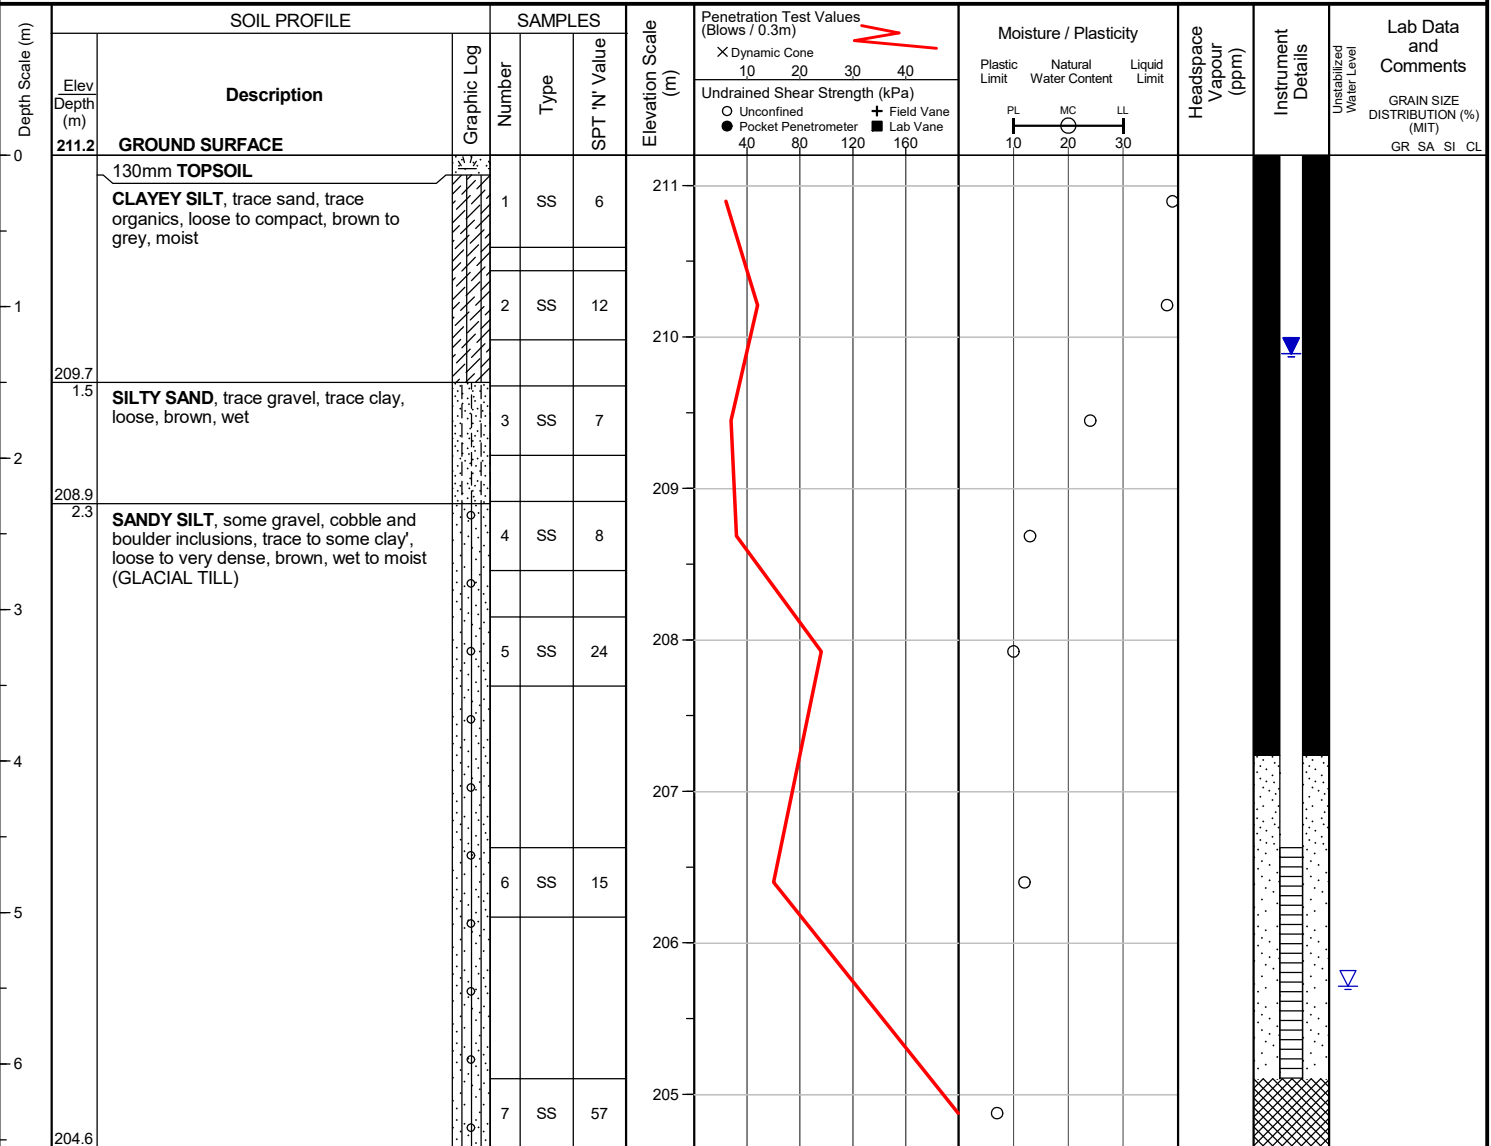 SOIL PROFILE
SAMPLES
Depth Scale (m)
Elev
Depth
(m)
211.2
Description
GROUND SURFACE
Graphic Log
Number
Type
SPT 'N' Value
Elevation Scale
(m)
Penetration Test Values
(Blows / 0.3m)
X Dynamic Cone
10 20 30 40
Undrained Shear Strength (kPa)
Unconfined
Field Vane
Pocket Penetrometer
Lab Vane
40 80 120 160
Moisture / Plasticity
Plastic
Limit
Natural
Water Content
Liquid
Limit
PL MC LL
10 20 30
Headspace
Vapour
(ppm)
Instrument
Details
Unstabilized
Water Level
Lab Data
and
Comments
GRAIN SIZE
DISTRIBUTION (%)
(MIT)
GR SA SI CL
0
130mm TOPSOIL
CLAYEY SILT, trace sand, trace
organics, loose to compact, brown to
grey, moist
1 SS 6
211
1
2 SS 12
210
209.7
1.5
SILTY SAND, trace gravel, trace clay,
loose, brown, wet
3 SS 7
2
209
208.9
2.3
SANDY SILT, some gravel, cobble and
boulder inclusions, trace to some clay',
loose to very dense, brown, wet to moist
(GLACIAL TILL)
4 SS 8
3
208
5 SS 24
4
207
6 SS 15
5
206
6
205
7 SS 57
204.6